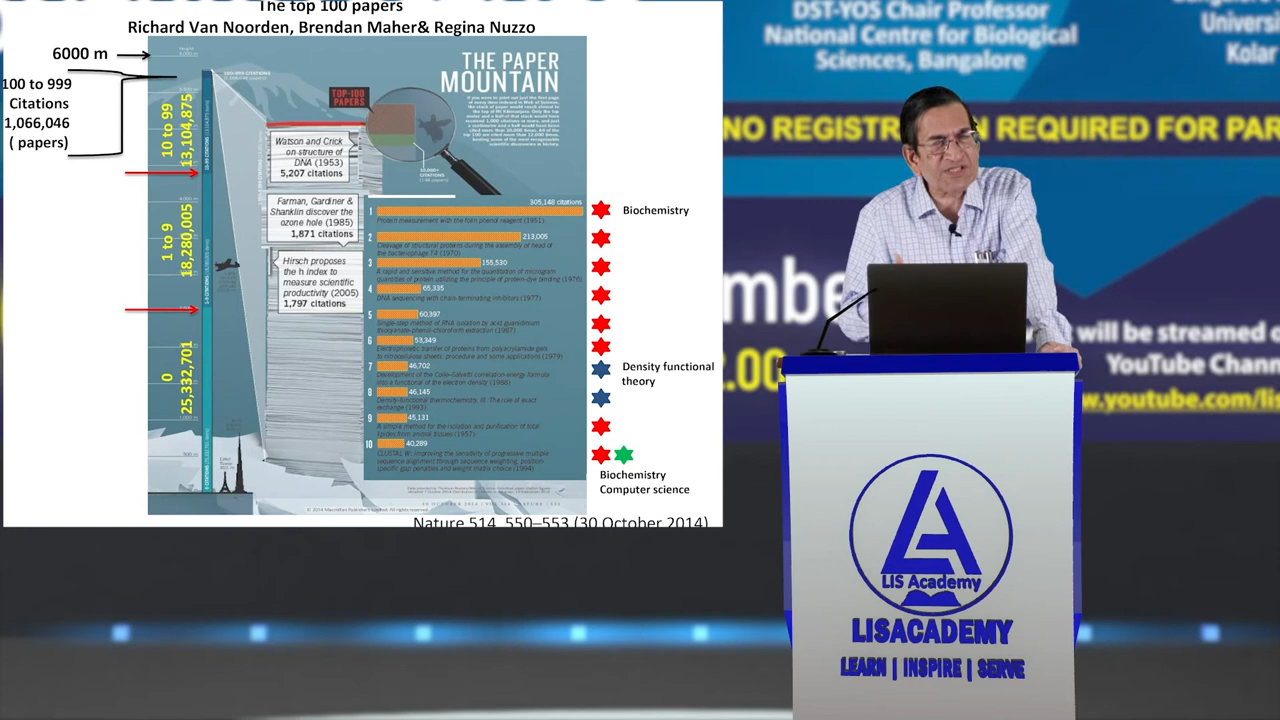 The top 100 papers
Richard Van Noorden, Brendan Maher& Regina Nuzzo
6000 m
100 to 999
Citations
1,066,046
( papers)
10 to 99
13,104,875
1 to 9
18,280,005
0
25,332,701
THE PAPER
MOUNTAIN
TOP-100
PAPERS
Watson and Crick
on structure of
DNA (1953)
5,207 citations
Farman, Gardiner &
Shanklin discover the
ozone hole (1985)
1,871 citations
Hirsch proposes
the h index to
measure scientific
productivity (2005)
1,797 citations
305,148 citations
1
Protein measurement with the folin phenol reagent (1951)
2
213,005
Cleavage of structural proteins during the assembly of head of
the bacteriophage T4 (1970)
3
155,530
A rapid and sensitive method for the quantitation of microgram
quantities of protein utilizing the principle of protein-dye binding (1976)
4
65,335
DNA sequencing with chain-terminating inhibitors (1977)
5
60,397
Single-step method of RNA isolation by acid guanidinium
thiocyanate-phenol-chloroform extraction (1987)
6
53,349
Electrophoretic transfer of proteins from polyacrylamide gels
to nitrocellulose sheets: procedure and some applications (1979)
7
46,702
Development of the Colle-Salvetti correlation-energy formula
into a functional of the electron density (1988)
8
46,145
Density-functional thermochemistry. III. The role of exact
exchange (1993)
9
45,131
A simple method for the isolation and purification of total
lipides from animal tissues (1957)
10
40,289
CLUSTAL W: improving the sensitivity of progressive multiple
sequence alignment through sequence weighting, position-
specific gap penalties and weight matrix choice (1994)
Biochemistry
Density functional
theory
Biochemistry
Computer science
Nature 514, 550–553 (30 October 2014)
DST-YOS Chair Professor
National Centre for Biological
Sciences, Bangalore
Universi
Kolar
NO REGISTR REQUIRED FOR PAR
mbe
will be streamed o
YouTube Chann
2.00
w.youtube.com/lis
LIS Academy
LISACADEMY
LEARN | INSPIRE | SERVE